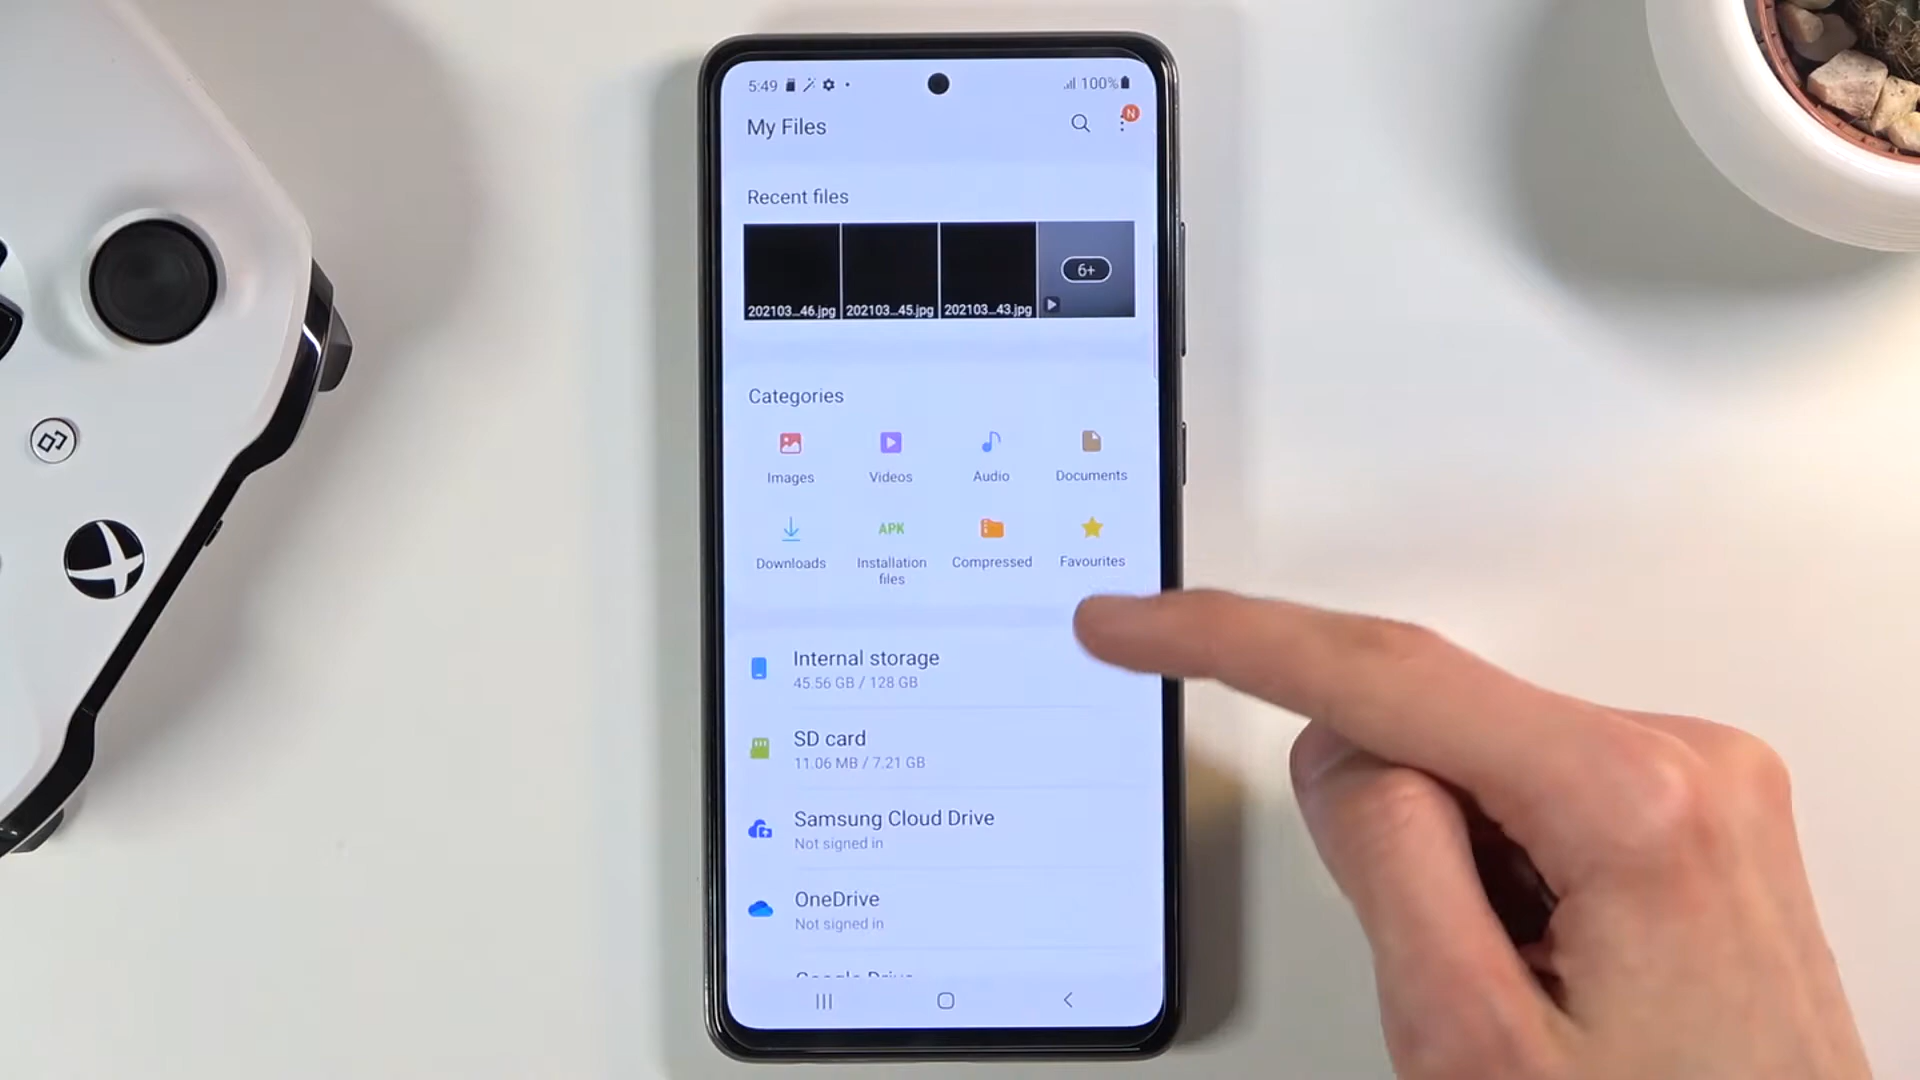 5:49
100%
My Files
N
Recent files
202103...46.jpg
202103...45.jpg
202103...43.jpg
6+
Categories
Images
Videos
Audio
Documents
Downloads
APK
Installation
files
Compressed
Favourites
Internal storage
45.56 GB / 128 GB
SD card
11.06 MB / 7.21 GB
Samsung Cloud Drive
Not signed in
OneDrive
Not signed in
Google Drive